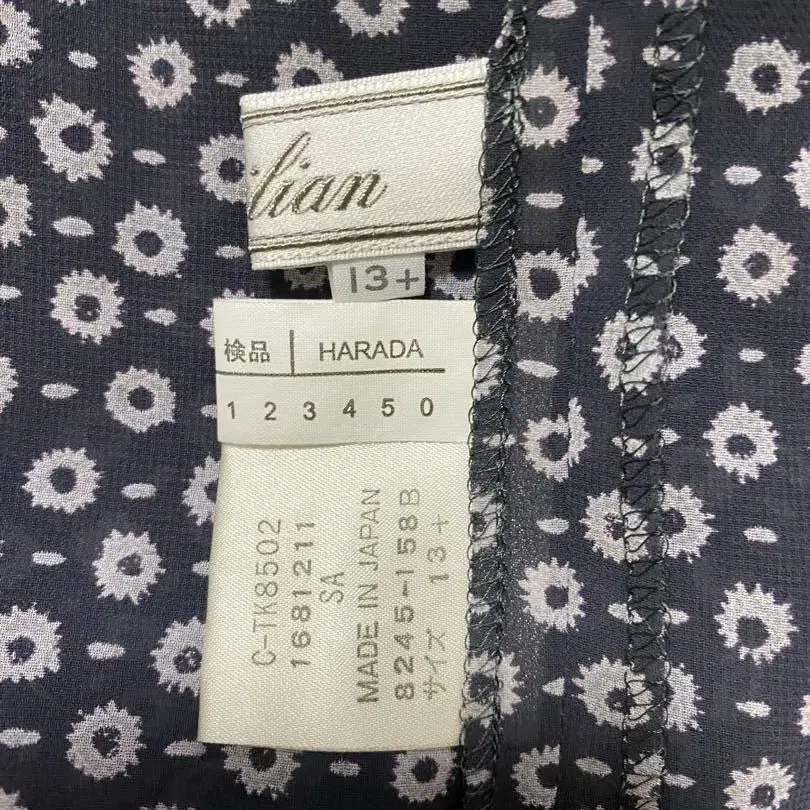 ilian
13+
検品 | HARADA
1 2 3 4 5 0
C-TK8502
1681211
SA
MADE IN JAPAN
8245-158B
サイズ 13+